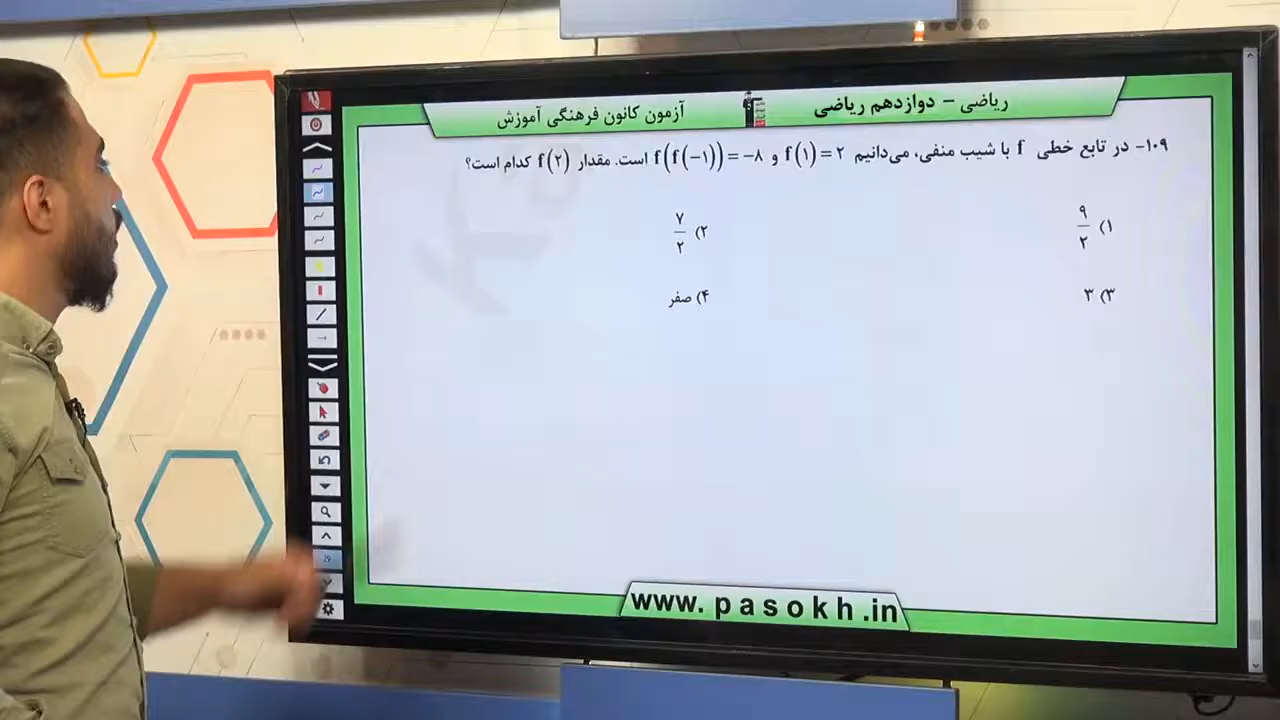 ریاضی – دوازدهم ریاضی
آزمون کانون فرهنگی آموزش
۱۰۹- در تابع خطی f با شیب منفی، می‌دانیم f(۱) = ۲ و f(f(−۱)) = −۸ است. مقدار f(۲) کدام است؟
۱) ۹/۲
۲) ۷/۲
۳) ۳
۴) صفر
www. p a s o k h .in